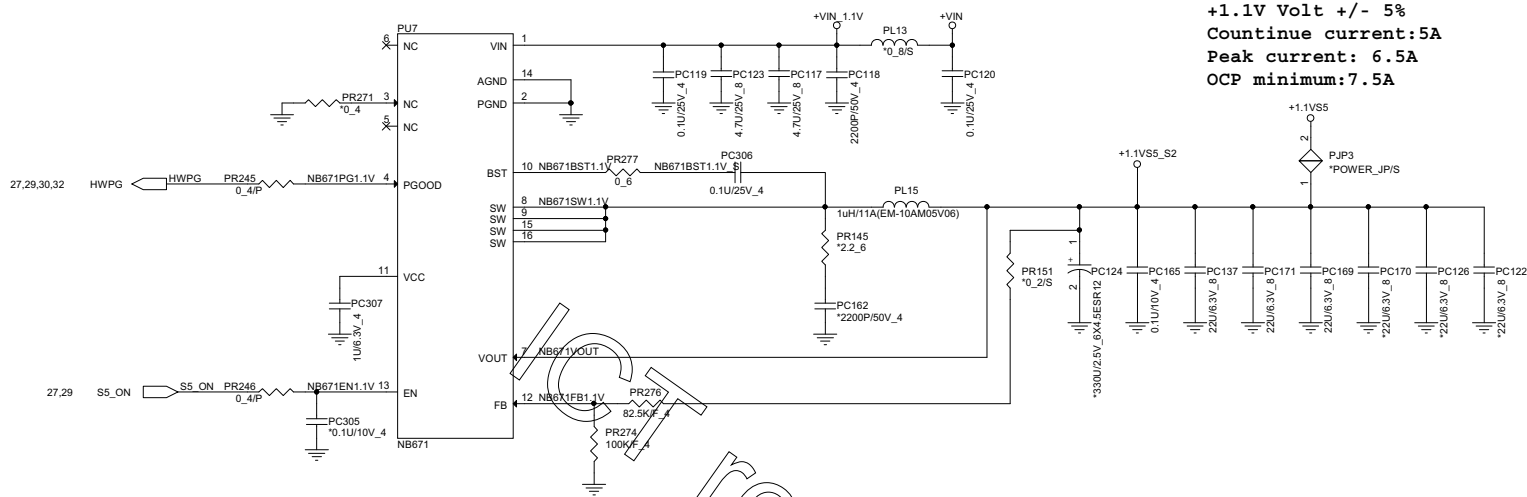 +1.1V Volt +/- 5%
Countinue current:5A
Peak current: 6.5A
OCP minimum:7.5A
+VIN_1.1V
+VIN
PL13
*0_8/S
PC119
0.1U/25V_4
PC123
4.7U/25V_8
PC117
4.7U/25V_8
PC118
2200P/50V_4
PC120
0.1U/25V_4
PU7
6
NC
VIN
1
AGND
14
PGND
2
PR271
*0_4
3
NC
5
NC
27,29,30,32
HWPG
HWPG
PR245
0_4/P
NB671PG1.1V
4
PGOOD
BST
10
NB671BST1.1V
PR277
0_6
NB671BST1.1V_S
PC306
0.1U/25V_4
SW
8
NB671SW1.1V
SW
9
SW
15
SW
16
PL15
1uH/11A(EM-10AM05V06)
PR145
*2.2_6
PC162
*2200P/50V_4
11
VCC
PC307
1U/6.3V_4
VOUT
7
NB671VOUT
27,29
S5_ON
S5_ON
PR246
0_4/P
NB671EN1.1V
13
EN
PC305
*0.1U/10V_4
FB
12
NB671FB1.1V
PR276
82.5K/F_4
PR274
100K/F_4
NB671
PR151
*0_2/S
1
+
2
PC124
*330U/2.5V_6X4.5ESR12
+1.1VS5_S2
PC165
0.1U/10V_4
PC137
22U/6.3V_8
PC171
22U/6.3V_8
+1.1VS5
2
PJP3
*POWER_JP/S
1
PC169
22U/6.3V_8
PC170
*22U/6.3V_8
PC126
*22U/6.3V_8
PC122
*22U/6.3V_8